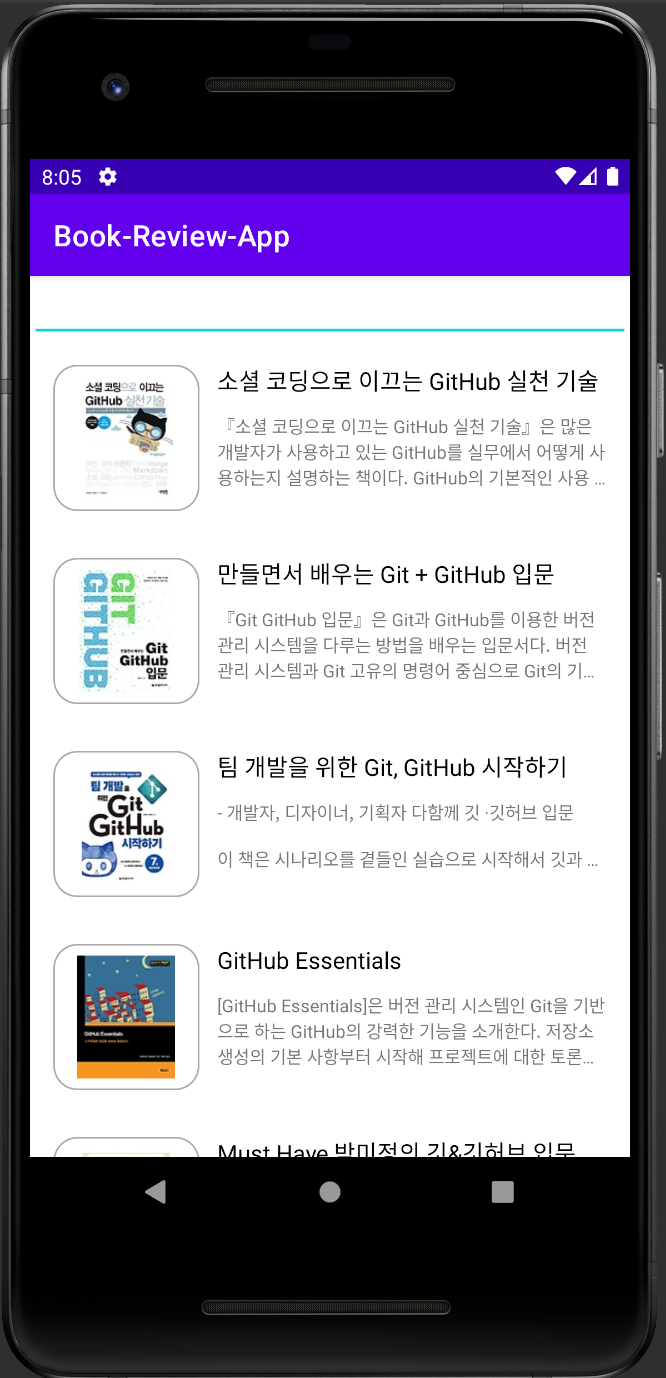 8:05
Book-Review-App
소셜 코딩으로 이끄는
GitHub 실천 기술
소셜 코딩으로 이끄는 GitHub 실천 기술
『소셜 코딩으로 이끄는 GitHub 실천 기술』은 많은
개발자가 사용하고 있는 GitHub를 실무에서 어떻게 사
용하는지 설명하는 책이다. GitHub의 기본적인 사용 …
GIT
GITHUB
만들면서 배우는 Git
GitHub
입문
만들면서 배우는 Git + GitHub 입문
『Git GitHub 입문』은 Git과 GitHub를 이용한 버전
관리 시스템을 다루는 방법을 배우는 입문서다. 버전
관리 시스템과 Git 고유의 명령어 중심으로 Git의 기…
팀 개발을
위한 Git
GitHub
시작하기
팀 개발을 위한 Git, GitHub 시작하기
- 개발자, 디자이너, 기획자 다함께 깃 ·깃허브 입문
이 책은 시나리오를 곁들인 실습으로 시작해서 깃과 …
GitHub Essentials
GitHub Essentials
[GitHub Essentials]은 버전 관리 시스템인 Git을 기반
으로 하는 GitHub의 강력한 기능을 소개한다. 저장소
생성의 기본 사항부터 시작해 프로젝트에 대한 토론…
Must Have 박미정의 깃&깃허브 입문